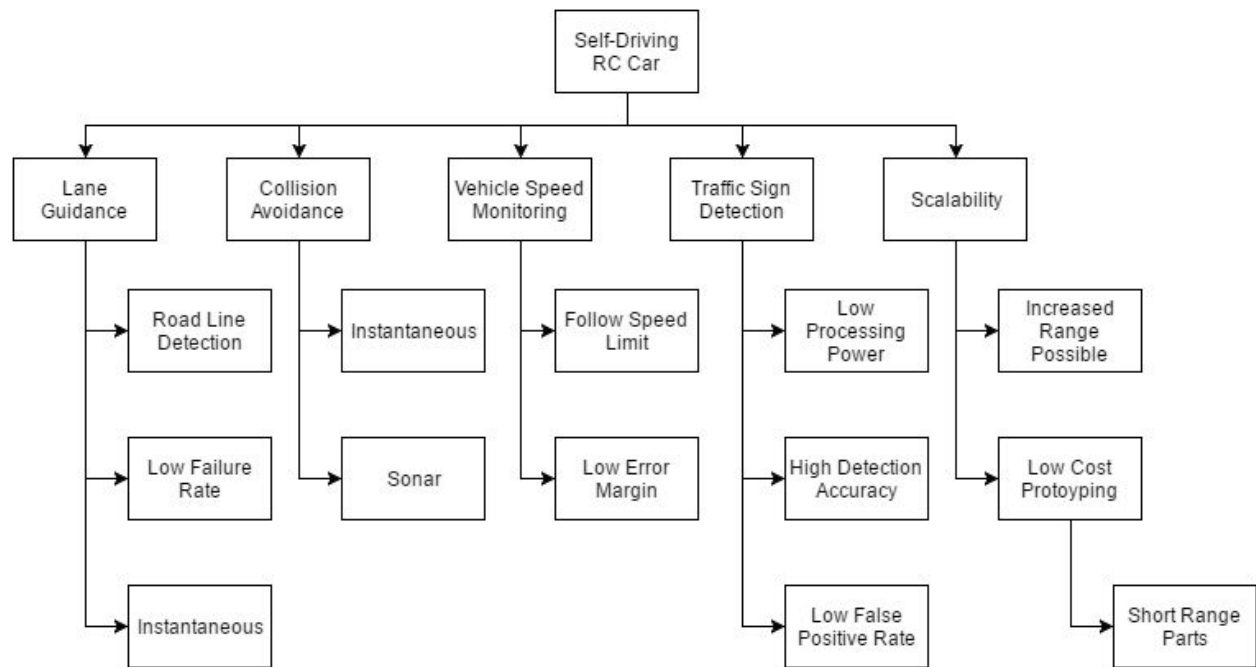 Self-Driving
RC Car
Lane
Guidance
Collision
Avoidance
Vehicle Speed
Monitoring
Traffic Sign
Detection
Scalability
Road Line
Detection
Instantaneous
Follow Speed
Limit
Low
Processing
Power
Increased
Range
Possible
Low Failure
Rate
Sonar
Low Error
Margin
High Detection
Accuracy
Low Cost
Protoyping
Instantaneous
Low False
Positive Rate
Short Range
Parts